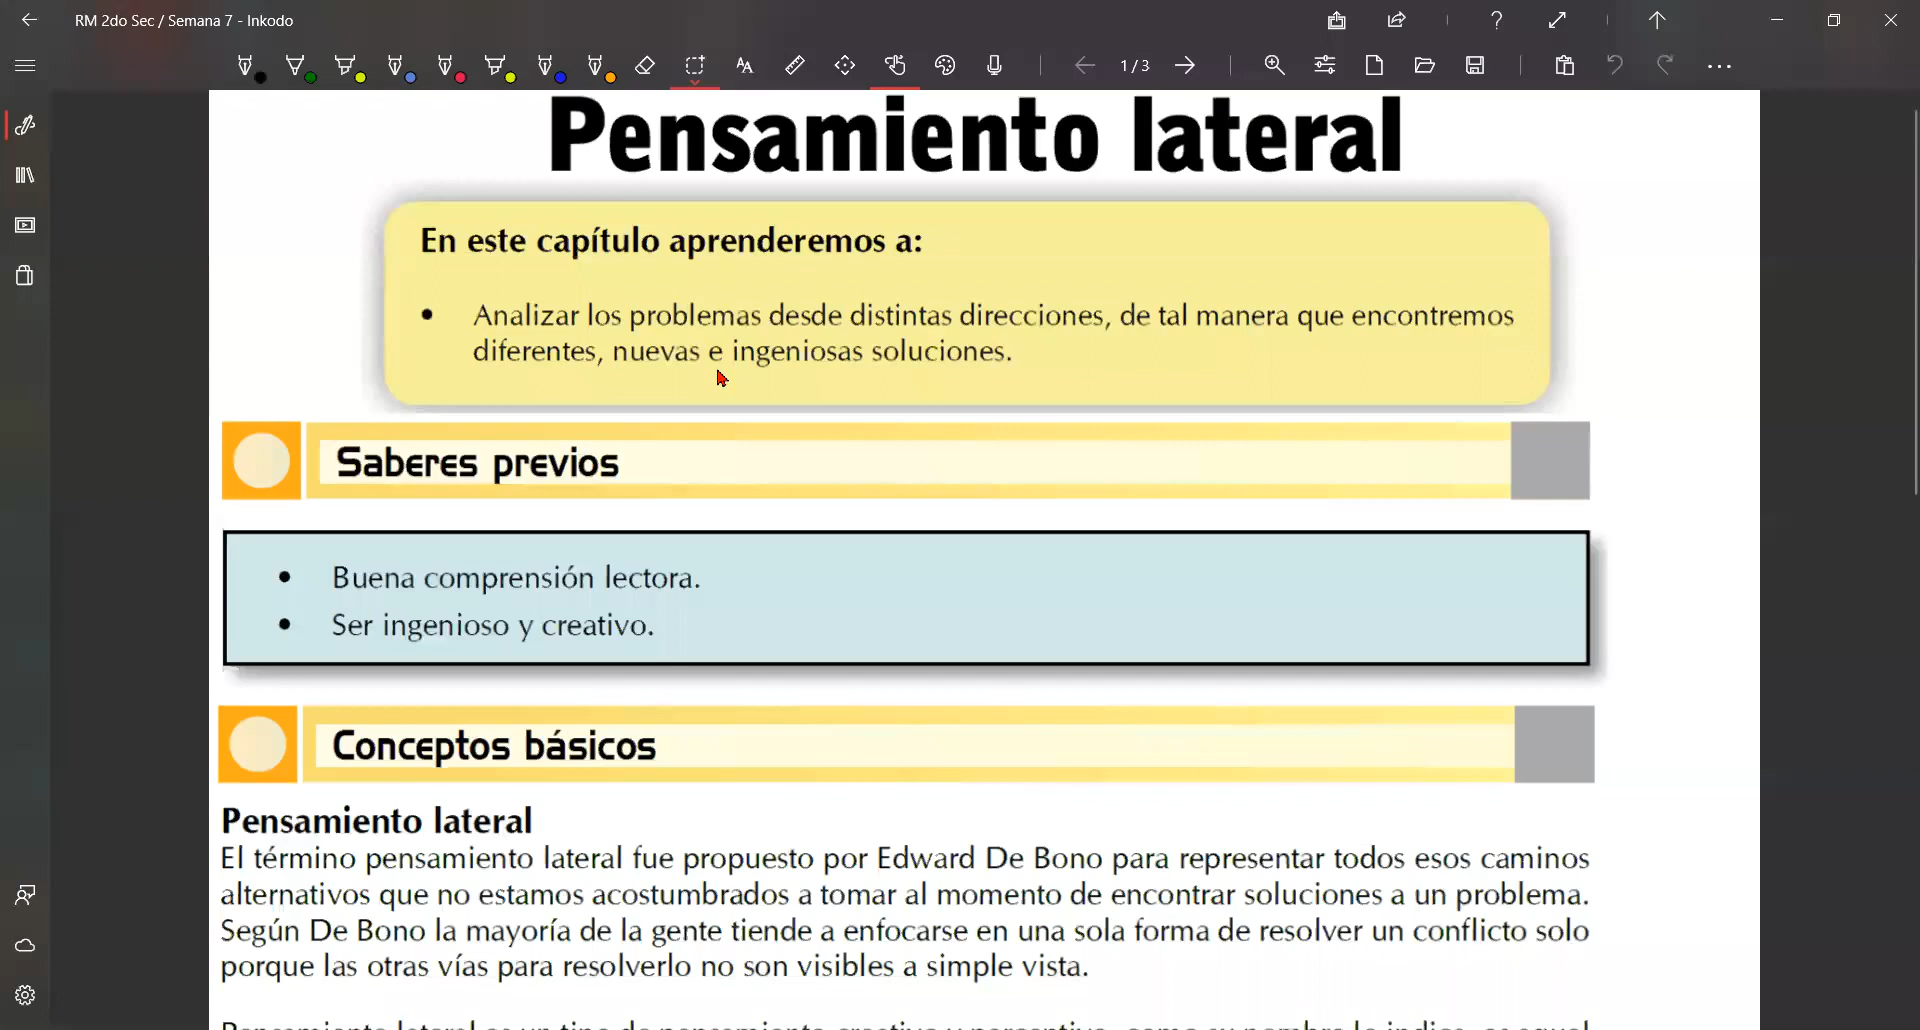 RM 2do Sec / Semana 7 - Inkodo
1 / 3
Pensamiento lateral
En este capítulo aprenderemos a:
• Analizar los problemas desde distintas direcciones, de tal manera que encontremos
diferentes, nuevas e ingeniosas soluciones.
Saberes previos
• Buena comprensión lectora.
• Ser ingenioso y creativo.
Conceptos básicos
Pensamiento lateral
El término pensamiento lateral fue propuesto por Edward De Bono para representar todos esos caminos
alternativos que no estamos acostumbrados a tomar al momento de encontrar soluciones a un problema.
Según De Bono la mayoría de la gente tiende a enfocarse en una sola forma de resolver un conflicto solo
porque las otras vías para resolverlo no son visibles a simple vista.